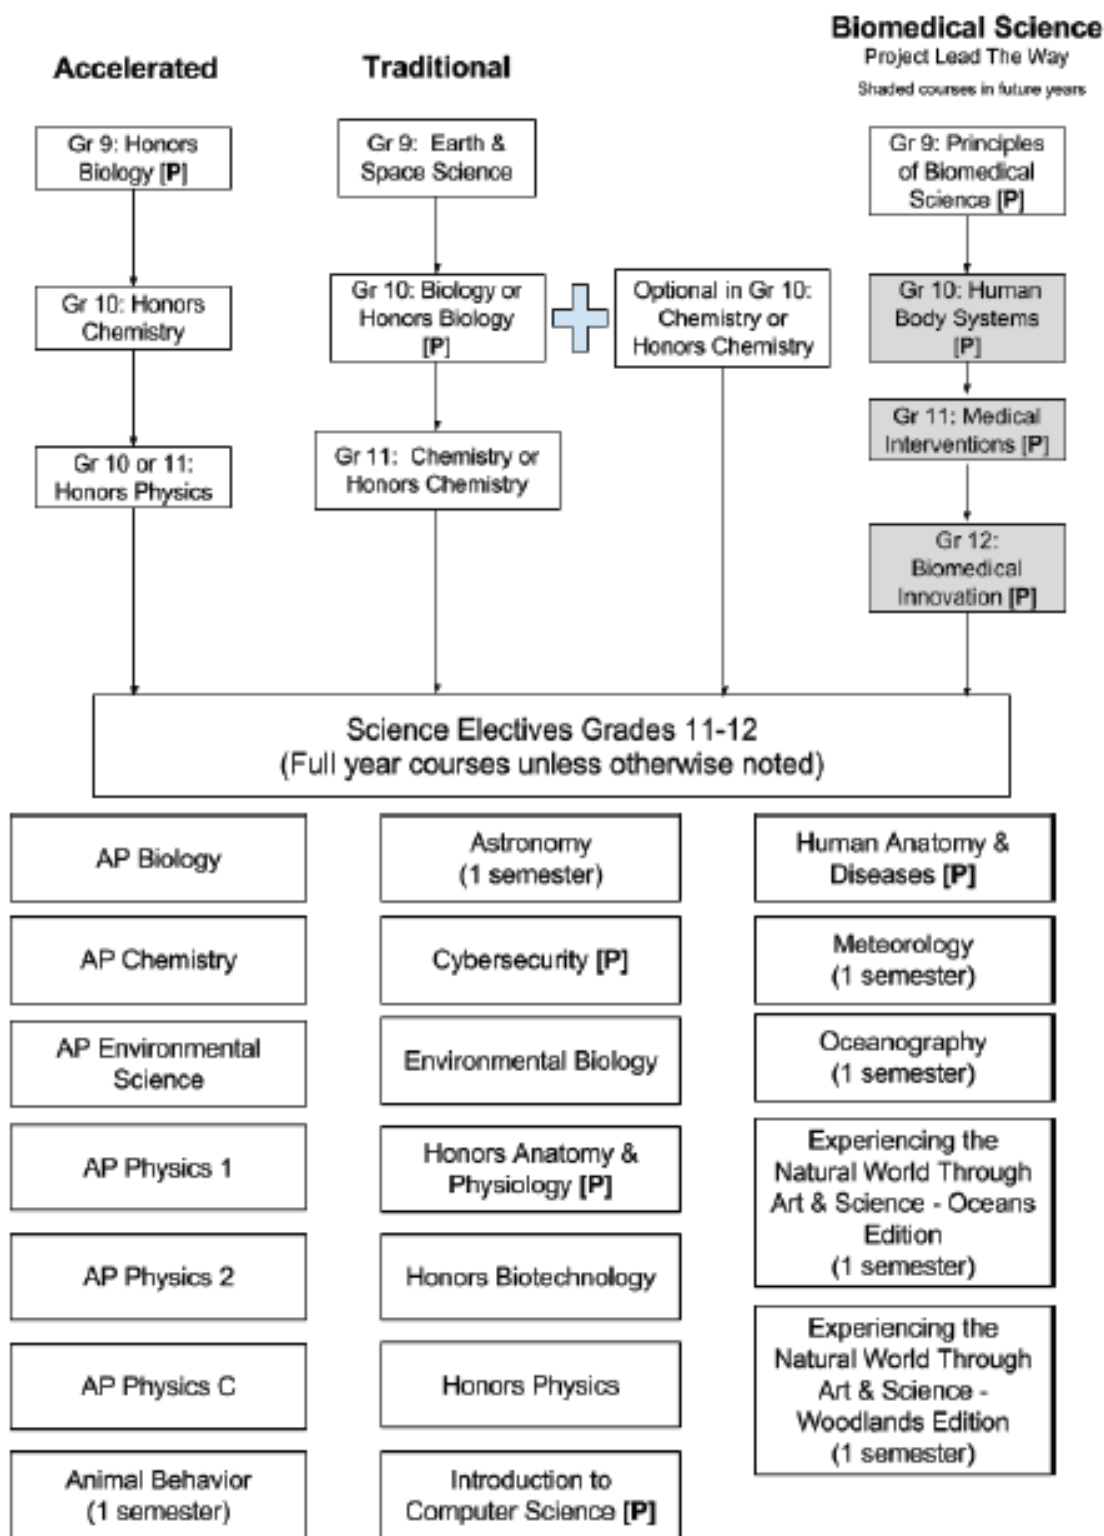 Biomedical Science
Project Lead The Way
Shaded courses in future years
Accelerated
Traditional
Gr 9: Honors
Biology [P]
Gr 9: Earth &
Space Science
Gr 9: Principles
of Biomedical
Science [P]
Gr 10: Honors
Chemistry
Gr 10: Biology or
Honors Biology
[P]
Optional in Gr 10:
Chemistry or
Honors Chemistry
Gr 10: Human
Body Systems
[P]
Gr 10 or 11:
Honors Physics
Gr 11: Chemistry or
Honors Chemistry
Gr 11: Medical
Interventions [P]
Gr 12:
Biomedical
Innovation [P]
Science Electives Grades 11-12
(Full year courses unless otherwise noted)
AP Biology
AP Chemistry
AP Environmental
Science
AP Physics 1
AP Physics 2
AP Physics C
Animal Behavior
(1 semester)
Astronomy
(1 semester)
Cybersecurity [P]
Environmental Biology
Honors Anatomy &
Physiology [P]
Honors Biotechnology
Honors Physics
Introduction to
Computer Science [P]
Human Anatomy &
Diseases [P]
Meteorology
(1 semester)
Oceanography
(1 semester)
Experiencing the
Natural World Through
Art & Science - Oceans
Edition
(1 semester)
Experiencing the
Natural World Through
Art & Science -
Woodlands Edition
(1 semester)